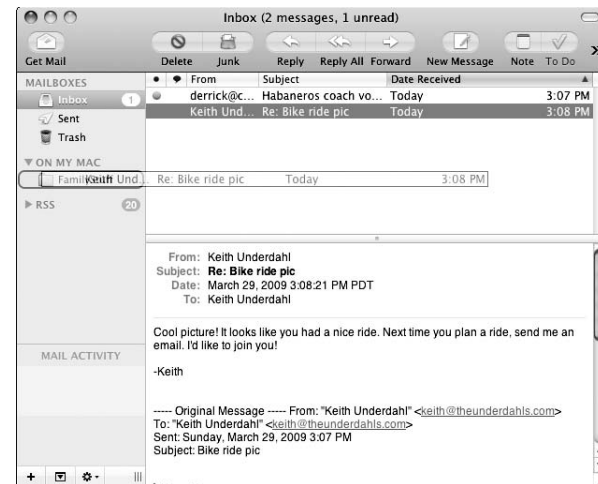 Inbox (2 messages, 1 unread)
Get Mail Delete Junk Reply Reply All Forward New Message Note To Do
MAILBOXES
Inbox 1
Sent
Trash
ON MY MAC
RSS 20
MAIL ACTIVITY
From Subject Date Received
derrick@c... Habaneros coach vo... Today 3:07 PM
Keith Und... Re: Bike ride pic Today 3:08 PM
Keith Und... Re: Bike ride pic Today 3:08 PM
From: Keith Underdahl
Subject: Re: Bike ride pic
Date: March 29, 2009 3:08:21 PM PDT
To: Keith Underdahl
Cool picture! It looks like you had a nice ride. Next time you plan a ride, send me an
email. I'd like to join you!
-Keith
----- Original Message ----- From: "Keith Underdahl" <keith@theunderdahls.com>
To: "Keith Underdahl" <keith@theunderdahls.com>
Sent: Sunday, March 29, 2009 3:07 PM
Subject: Bike ride pic